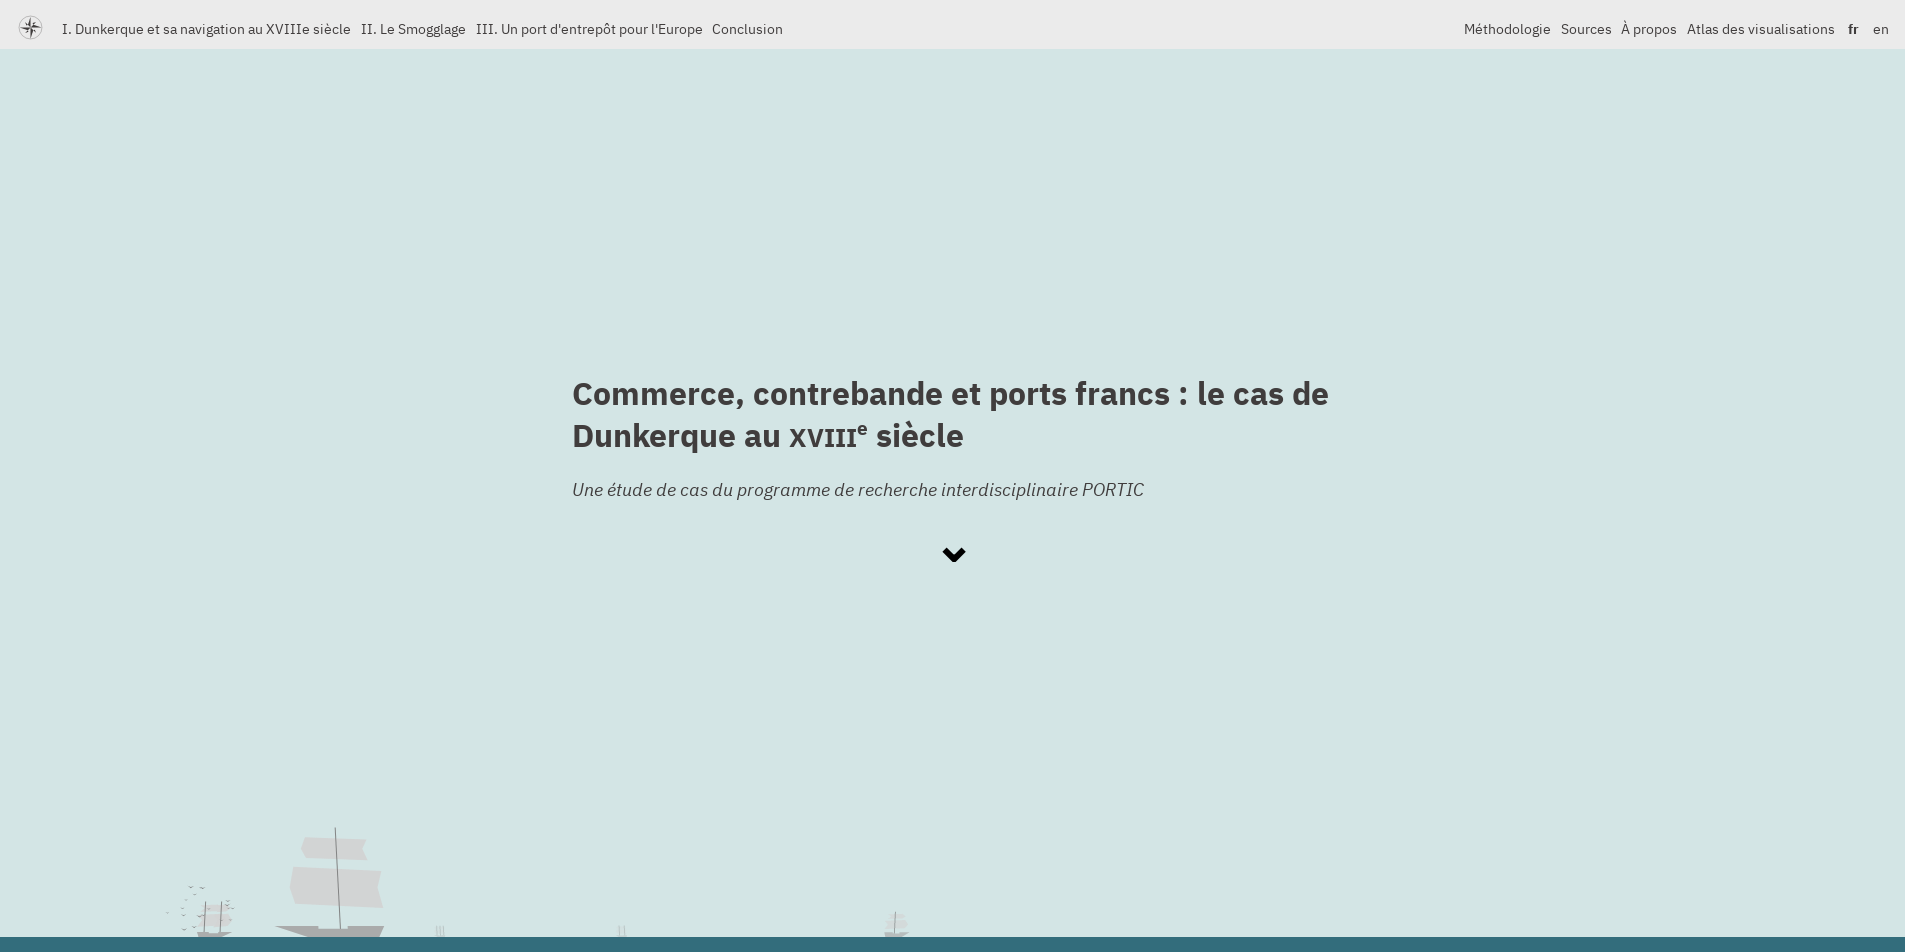 I. Dunkerque et sa navigation au XVIIIe siècle II. Le Smogglage III. Un port d'entrepôt pour l'Europe Conclusion Méthodologie Sources À propos Atlas des visualisations fr en
Commerce, contrebande et ports francs : le cas de
Dunkerque au XVIIIe siècle
Une étude de cas du programme de recherche interdisciplinaire PORTIC